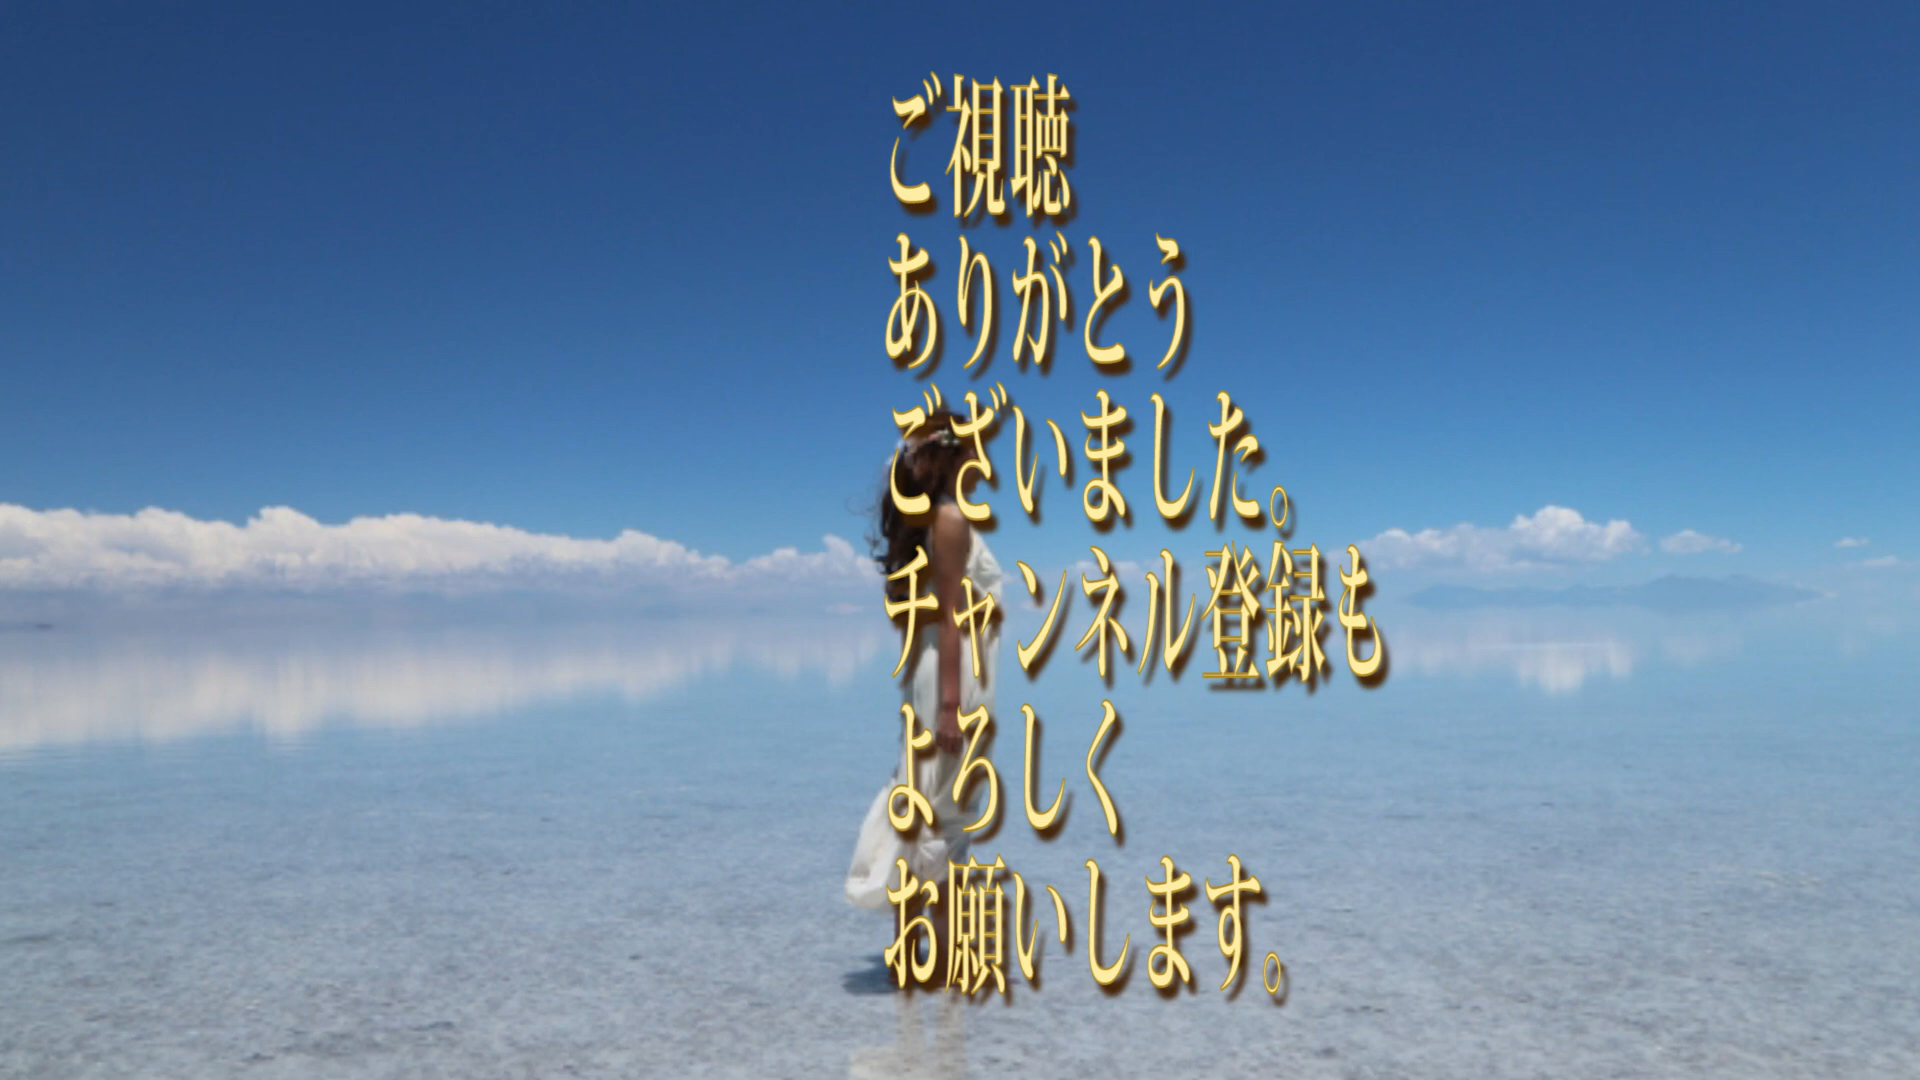 ご視聴
ありがとう
ございました。
チャンネル登録も
よろしく
お願いします。